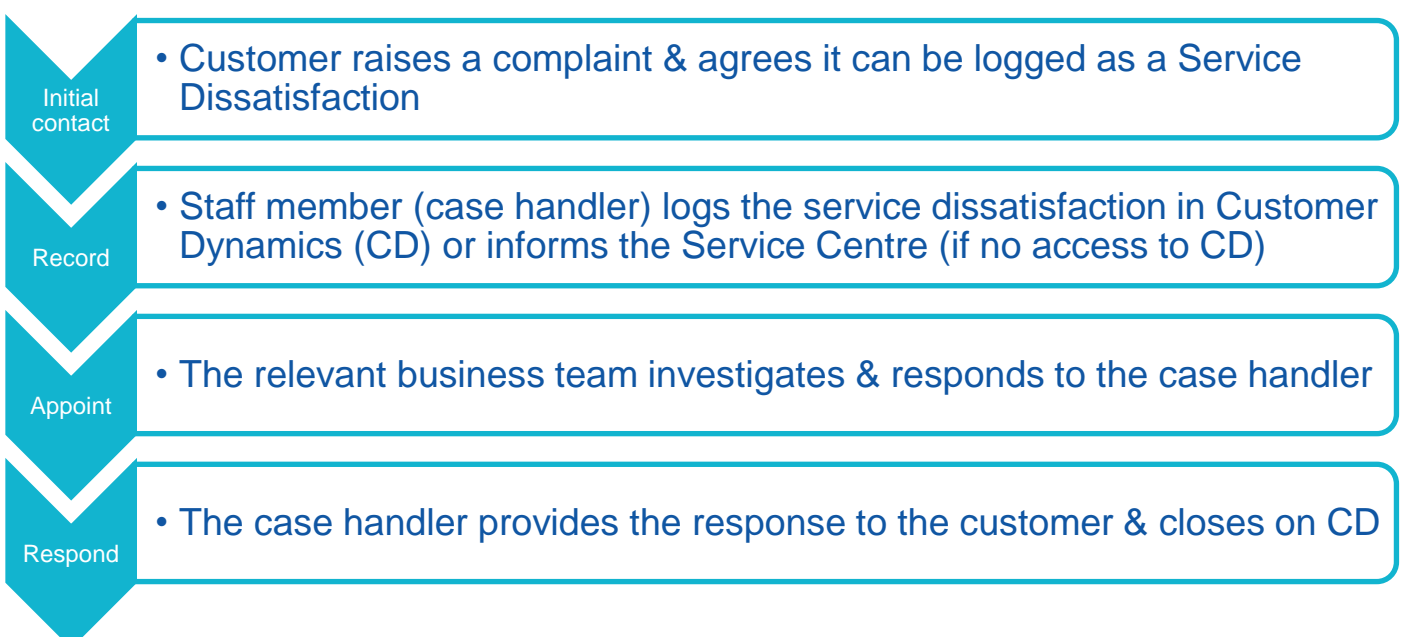 Initial
contact
• Customer raises a complaint & agrees it can be logged as a Service
Dissatisfaction
Record
• Staff member (case handler) logs the service dissatisfaction in Customer
Dynamics (CD) or informs the Service Centre (if no access to CD)
Appoint
• The relevant business team investigates & responds to the case handler
Respond
• The case handler provides the response to the customer & closes on CD